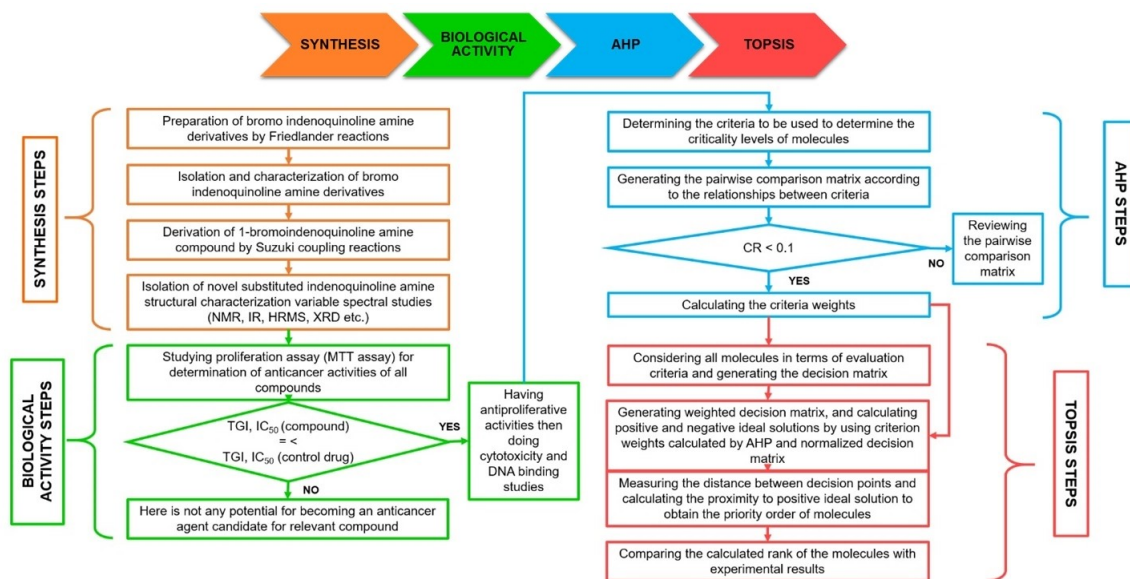 SYNTHESIS
BIOLOGICAL
ACTIVITY
AHP
TOPSIS
SYNTHESIS STEPS
Preparation of bromo indenoquinoline amine
derivatives by Friedlander reactions
Isolation and characterization of bromo
indenoquinoline amine derivatives
Derivation of 1-bromoindenoquinoline amine
compound by Suzuki coupling reactions
Isolation of novel substituted indenoquinoline amine
structural characterization variable spectral studies
(NMR, IR, HRMS, XRD etc.)
BIOLOGICAL
ACTIVITY STEPS
Studying proliferation assay (MTT assay) for
determination of anticancer activities of all
compounds
TGI, IC₅₀ (compound)
= <
TGI, IC₅₀ (control drug)
YES
NO
Here is not any potential for becoming an anticancer
agent candidate for relevant compound
Having
antiproliferative
activities then
doing
cytotoxicity and
DNA binding
studies
Determining the criteria to be used to determine the
criticality levels of molecules
Generating the pairwise comparison matrix according
to the relationships between criteria
CR < 0.1
NO
Reviewing
the pairwise
comparison
matrix
YES
Calculating the criteria weights
AHP STEPS
Considering all molecules in terms of evaluation
criteria and generating the decision matrix
Generating weighted decision matrix, and calculating
positive and negative ideal solutions by using criterion
weights calculated by AHP and normalized decision
matrix
Measuring the distance between decision points and
calculating the proximity to positive ideal solution to
obtain the priority order of molecules
Comparing the calculated rank of the molecules with
experimental results
TOPSIS STEPS